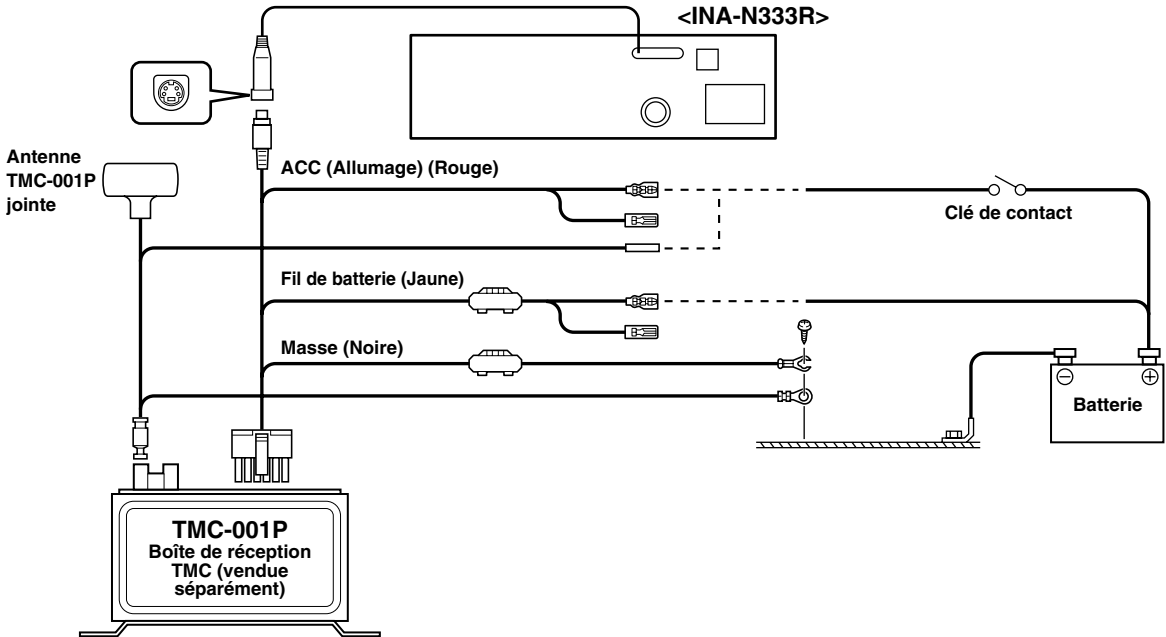 <INA-N333R>
Antenne
TMC-001P
jointe
ACC (Allumage) (Rouge)
Clé de contact
Fil de batterie (Jaune)
Masse (Noire)
Batterie
TMC-001P
Boîte de réception
TMC (vendue
séparément)